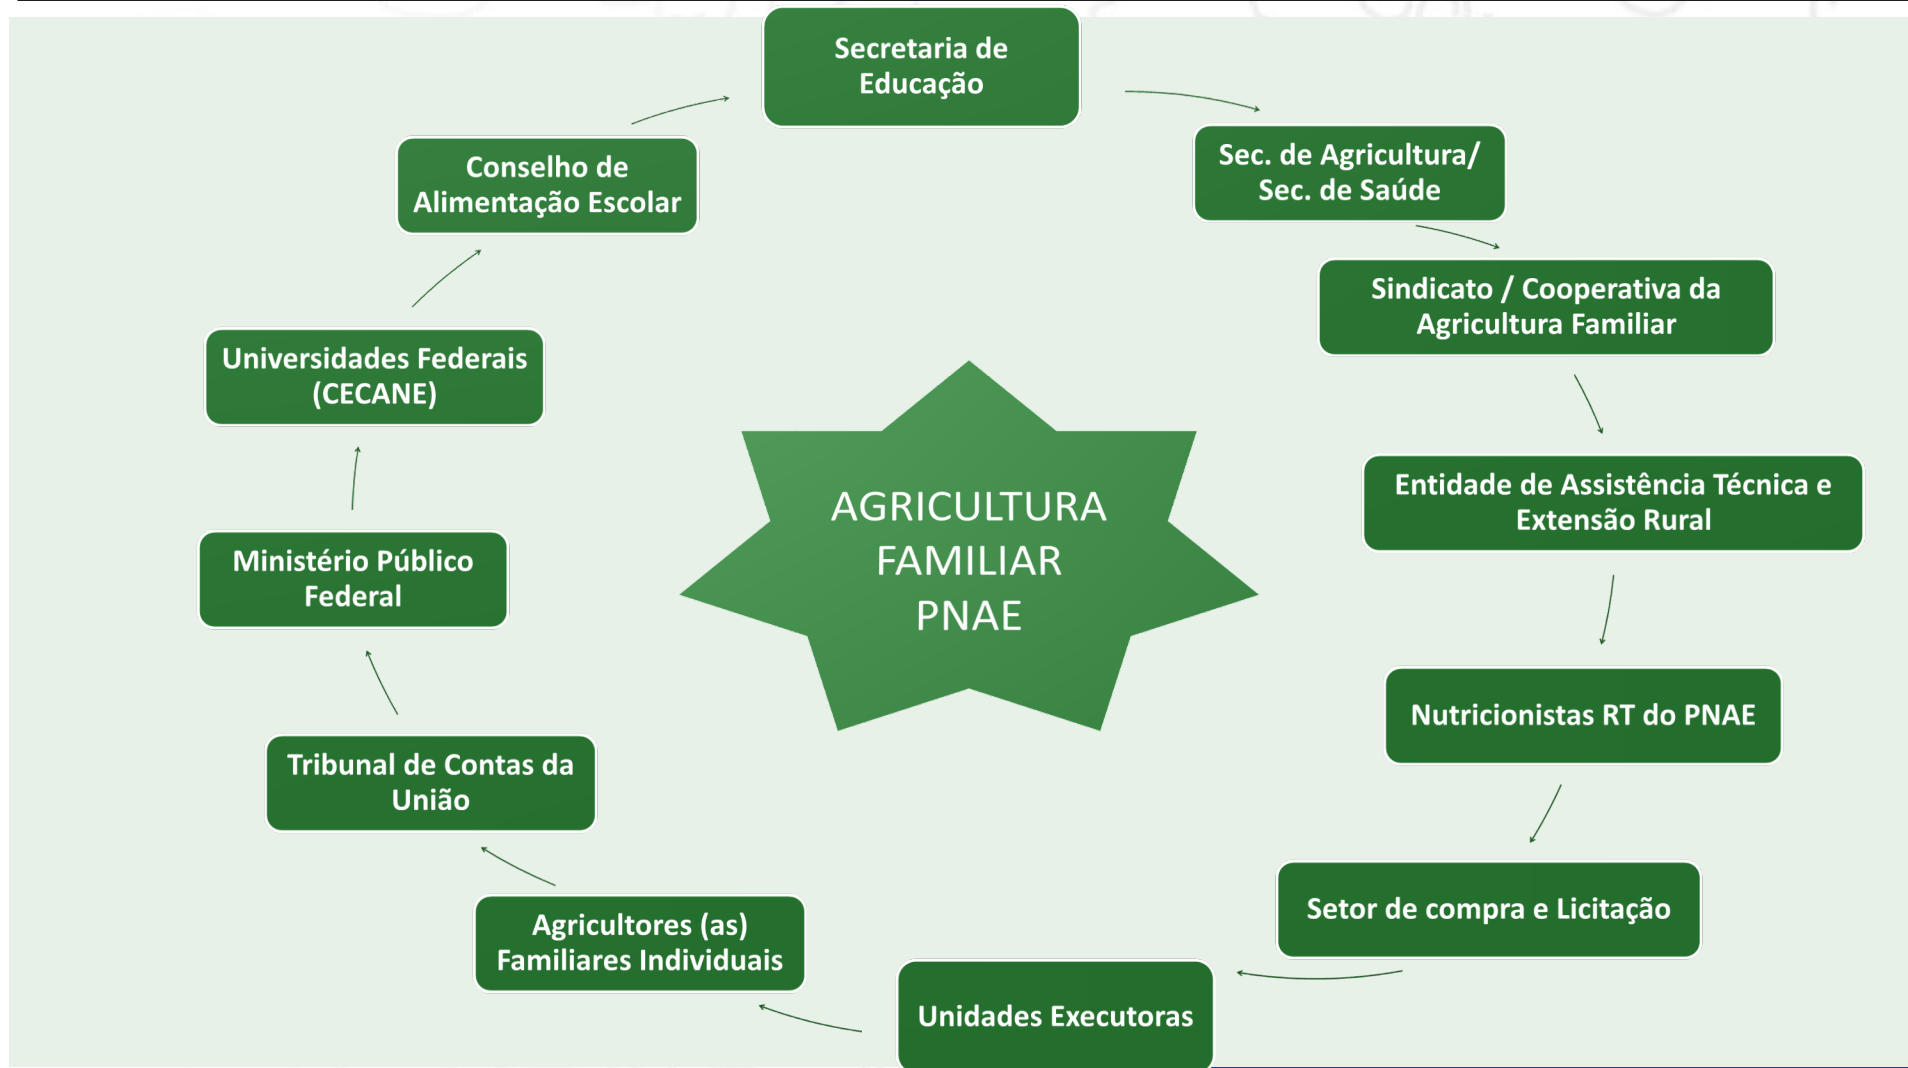 Secretaria de
Educação
Sec. de Agricultura/
Sec. de Saúde
Sindicato / Cooperativa da
Agricultura Familiar
Entidade de Assistência Técnica e
Extensão Rural
Nutricionistas RT do PNAE
Setor de compra e Licitação
Unidades Executoras
Agricultores (as)
Familiares Individuais
Tribunal de Contas da
União
Ministério Público
Federal
Universidades Federais
(CECANE)
Conselho de
Alimentação Escolar
AGRICULTURA
FAMILIAR
PNAE